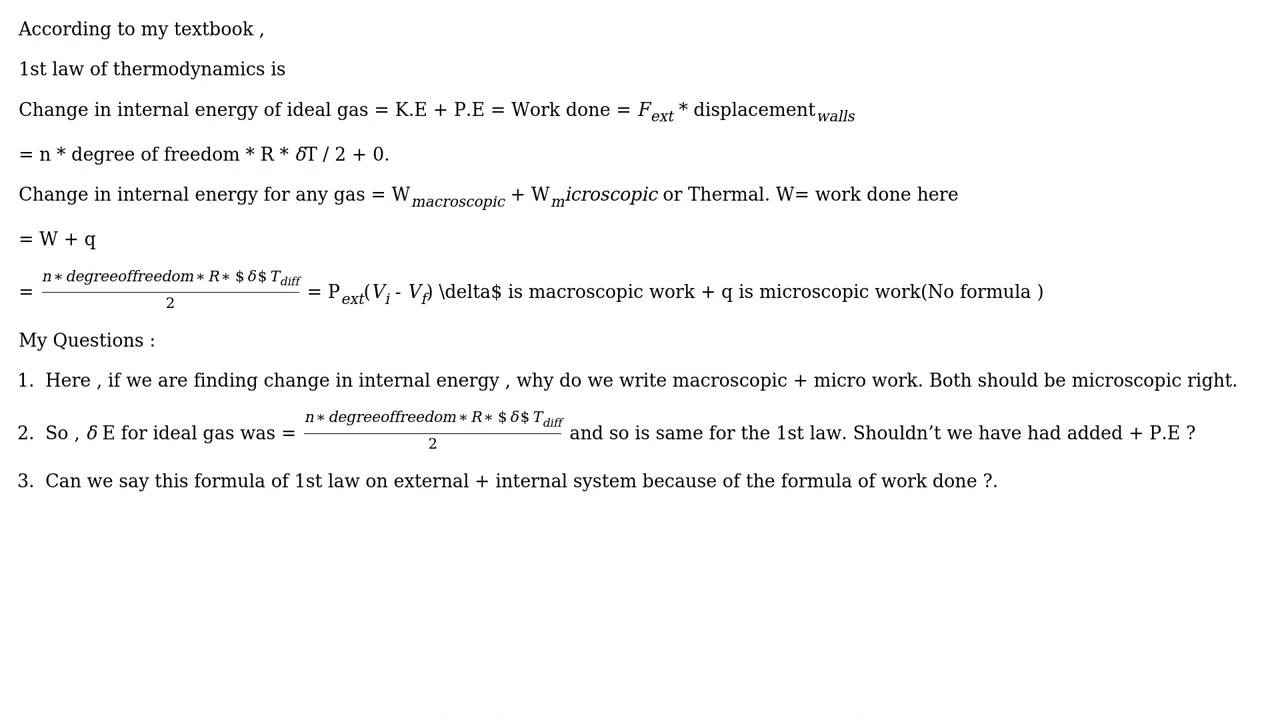 According to my textbook ,
1st law of thermodynamics is
Change in internal energy of ideal gas = K.E + P.E = Work done = F_ext * displacement_walls
= n * degree of freedom * R * δT / 2 + 0.
Change in internal energy for any gas = W_macroscopic + W_microscopic or Thermal. W= work done here
= W + q
= \frac{n * degreeoffreedom * R * $ δ$ T_{diff}}{2} = P_ext(V_i - V_f) \delta$ is macroscopic work + q is microscopic work(No formula )
My Questions :
1. Here , if we are finding change in internal energy , why do we write macroscopic + micro work. Both should be microscopic right.
2. So , δ E for ideal gas was = \frac{n * degreeoffreedom * R * $ δ$ T_{diff}}{2} and so is same for the 1st law. Shouldn’t we have had added + P.E ?
3. Can we say this formula of 1st law on external + internal system because of the formula of work done ?.